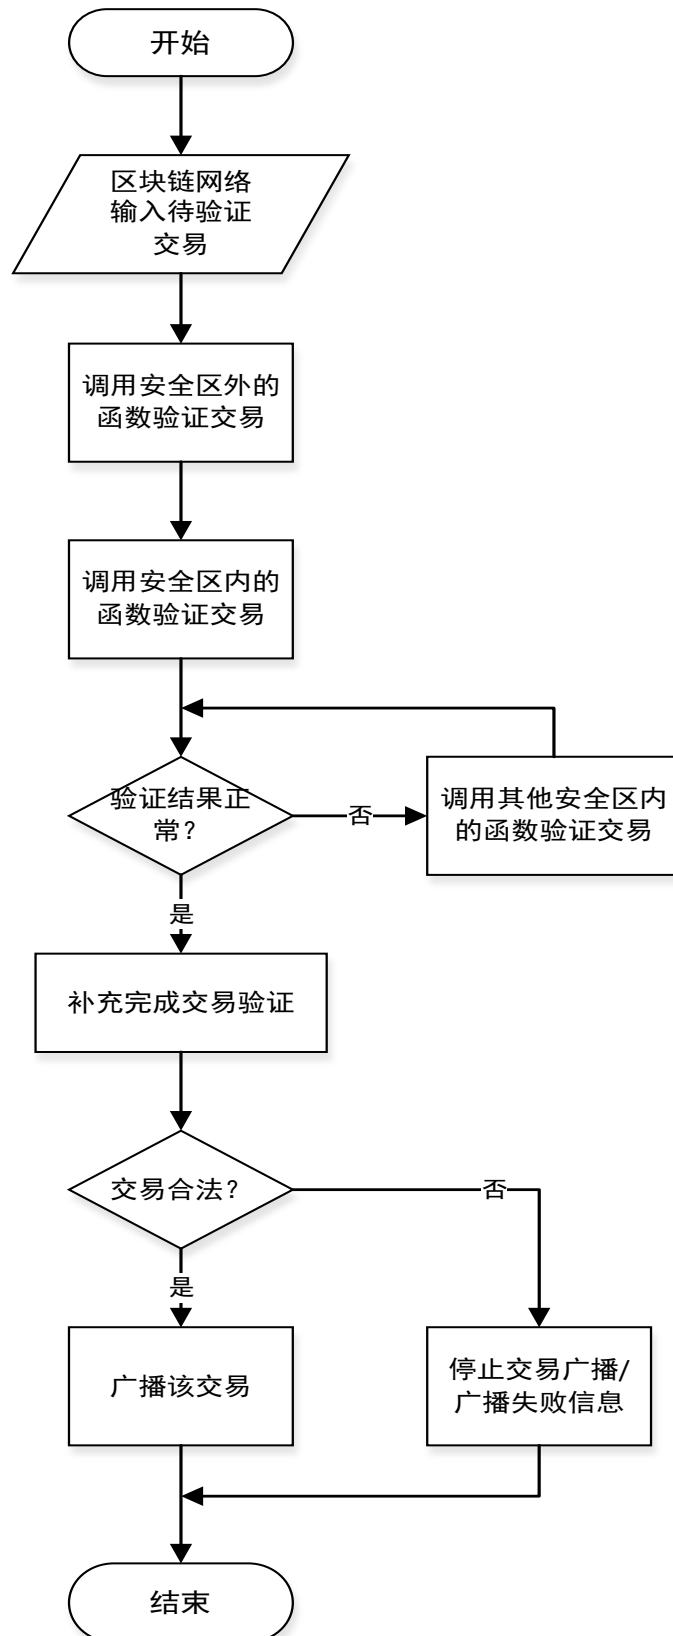 开始
区块链网络
输入待验证
交易
调用安全区外的
函数验证交易
调用安全区内的
函数验证交易
验证结果正
常?
否
调用其他安全区内
的函数验证交易
是
补充完成交易验证
交易合法?
否
是
广播该交易
停止交易广播/
广播失败信息
结束